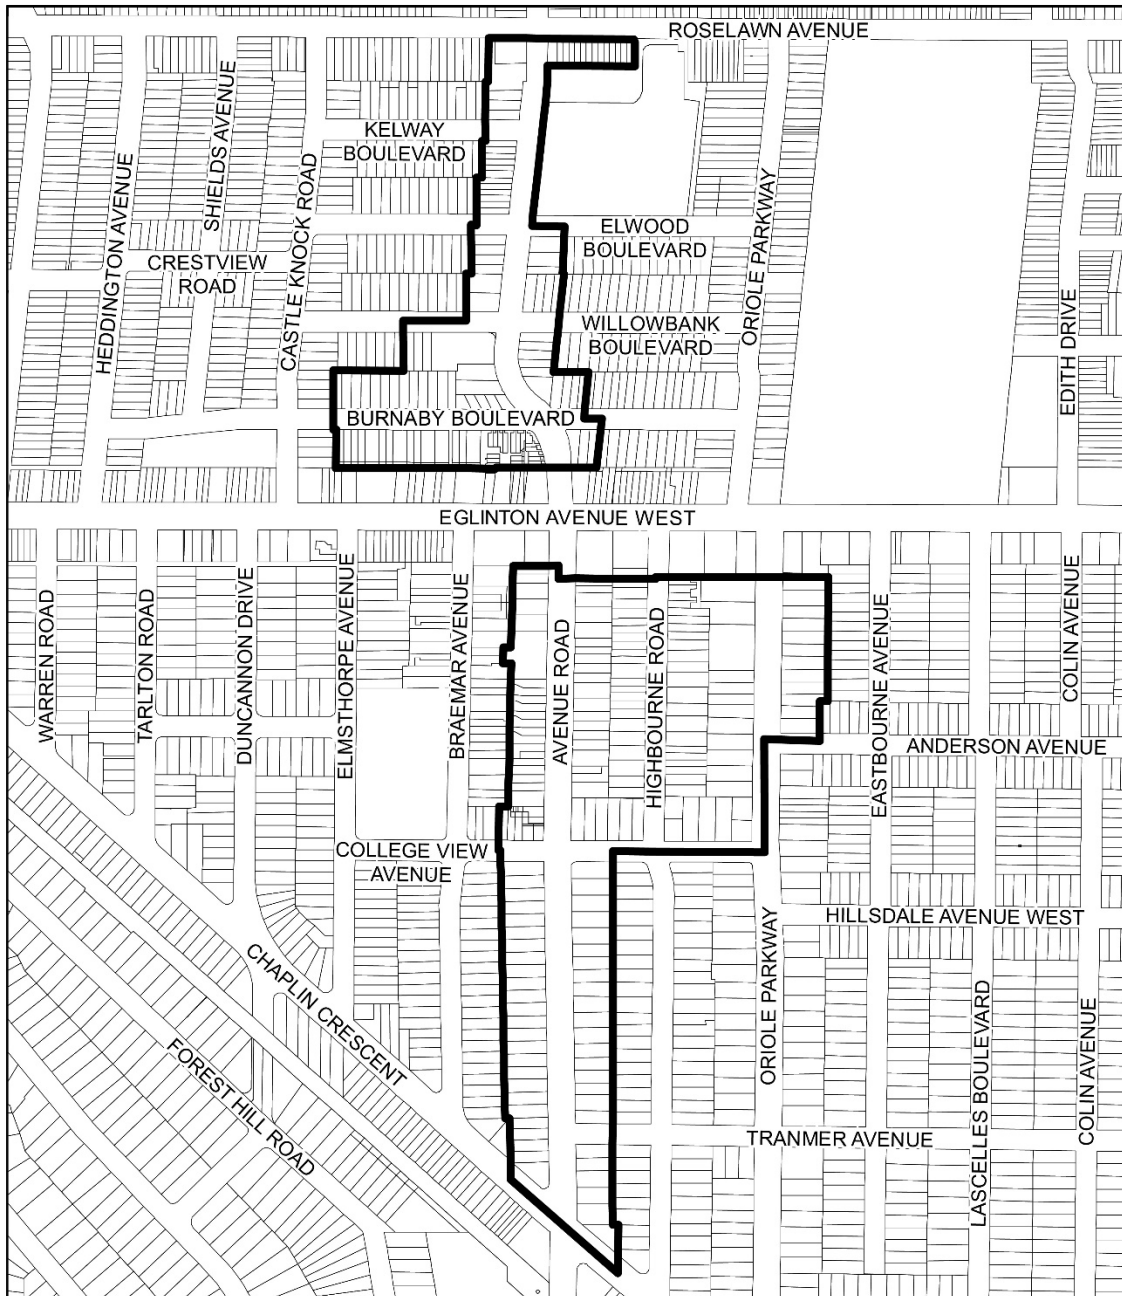 ROSELAWN AVENUE
KELWAY
BOULEVARD
SHIELDS AVENUE
HEDDINGTON AVENUE
CASTLE KNOCK ROAD
CRESTVIEW
ROAD
ELWOOD
BOULEVARD
ORIOLE PARKWAY
WILLOWBANK
BOULEVARD
EDITH DRIVE
BURNABY BOULEVARD
EGLINTON AVENUE WEST
WARREN ROAD
TARLTON ROAD
DUNCANNON DRIVE
ELMSTHORPE AVENUE
BRAEMAR AVENUE
AVENUE ROAD
HIGHBOURNE ROAD
EASTBOURNE AVENUE
COLIN AVENUE
ANDERSON AVENUE
COLLEGE VIEW
AVENUE
HILLSDALE AVENUE WEST
CHAPLIN CRESCENT
FOREST HILL ROAD
ORIOLE PARKWAY
LASCELLES BOULEVARD
COLIN AVENUE
TRANMER AVENUE